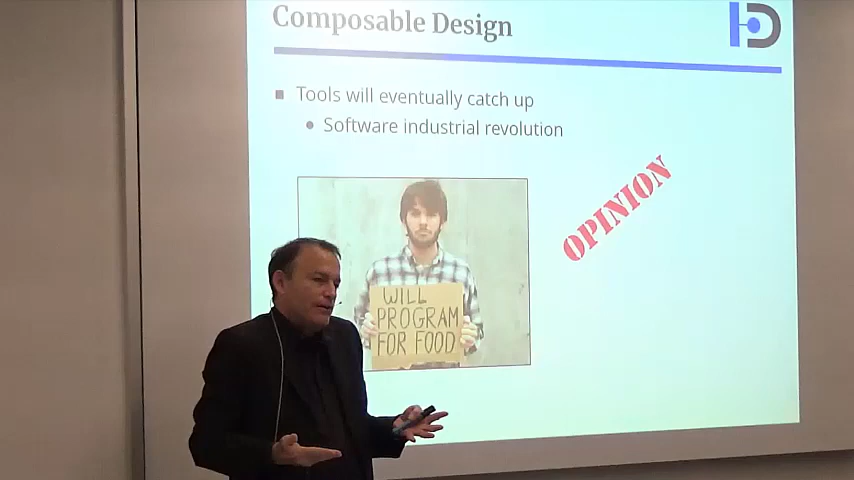 Composable Design
Tools will eventually catch up
Software industrial revolution
OPINION
WILL
PROGRAM
FOR FOOD